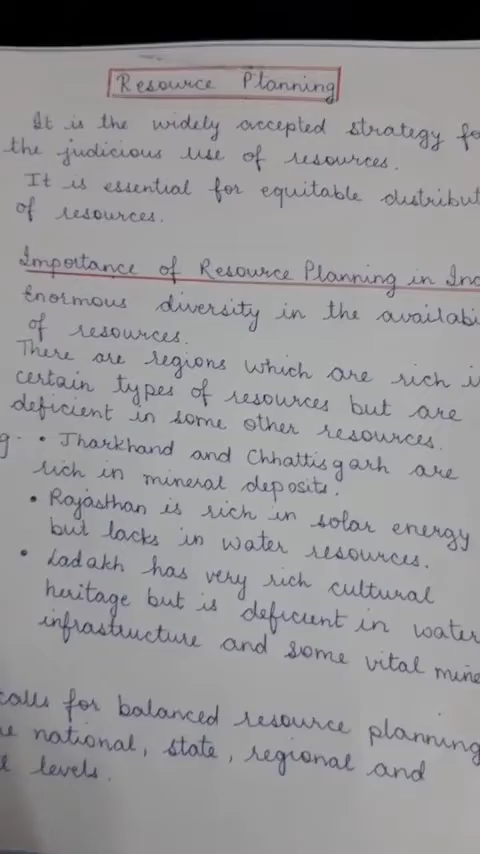 Resource Planning
It is the widely accepted strategy fo
the judicious use of resources.
It is essential for equitable distribut
of resources.
Importance of Resource Planning in Ind
Enormous diversity in the availabi
of resources.
There are regions which are rich i
certain types of resources but are
deficient in some other resources.
g. • Jharkhand and Chhattisgarh are
rich in mineral deposits.
• Rajasthan is rich in solar energy
but lacks in water resources.
• Ladakh has very rich cultural
heritage but is deficient in water
infrastructure and some vital mine
calls for balanced resource planning
e national, state, regional and
l levels.